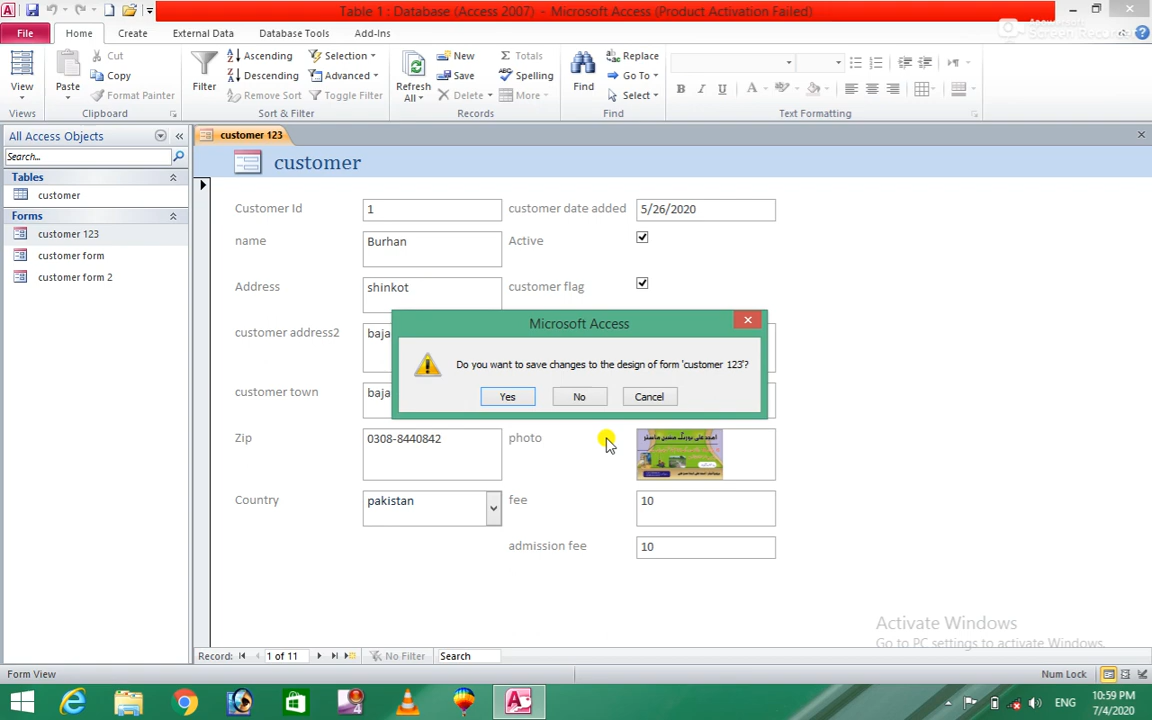 Table 1 : Database (Access 2007) - Microsoft Access (Product Activation Failed)
File Home Create External Data Database Tools Add-Ins
View
Views
Paste
Cut
Copy
Format Painter
Clipboard
Filter
Ascending
Descending
Remove Sort
Selection
Advanced
Toggle Filter
Sort & Filter
Refresh All
New
Save
Delete
Totals
Spelling
More
Records
Find
Replace
Go To
Select
Find
B I U
A
Text Formatting
All Access Objects
Search...
Tables
customer
Forms
customer 123
customer form
customer form 2
customer 123
customer
Customer Id 1 customer date added 5/26/2020
name Burhan Active
Address shinkot customer flag
customer address2 baja
customer town baja
Zip 0308-8440842 photo
Country pakistan fee 10
admission fee 10
Microsoft Access
Do you want to save changes to the design of form 'customer 123'?
Yes No Cancel
Activate Windows
Go to PC settings to activate Windows.
Record: 1 of 11 No Filter Search
Form View Num Lock
ENG
10:59 PM
7/4/2020